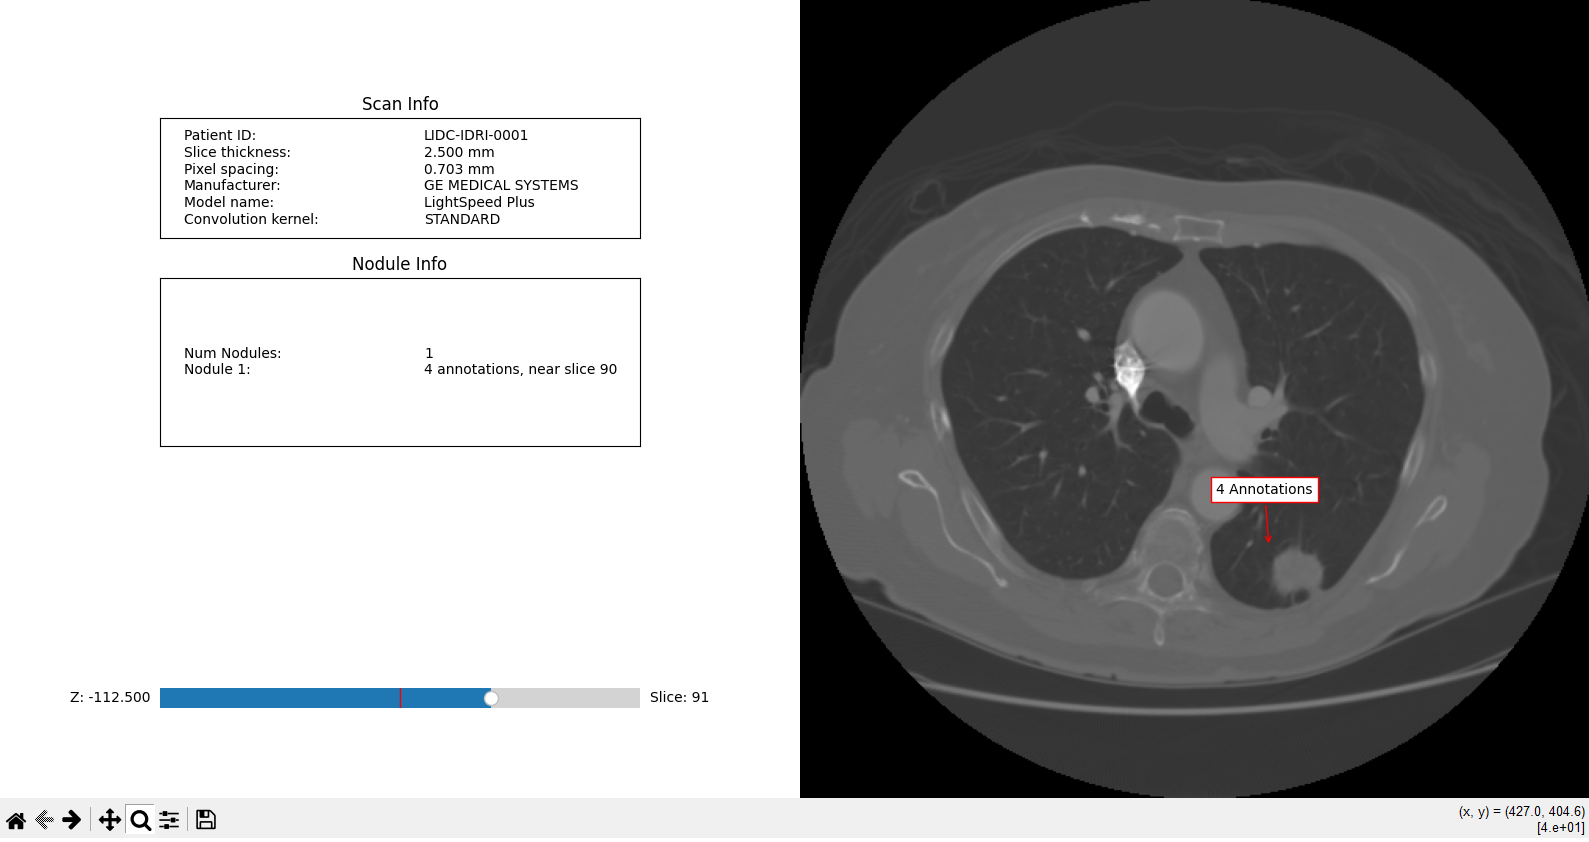 Scan Info
Patient ID: LIDC-IDRI-0001
Slice thickness: 2.500 mm
Pixel spacing: 0.703 mm
Manufacturer: GE MEDICAL SYSTEMS
Model name: LightSpeed Plus
Convolution kernel: STANDARD
Nodule Info
Num Nodules: 1
Nodule 1: 4 annotations, near slice 90
4 Annotations
Z: -112.500
Slice: 91
(x, y) = (427.0, 404.6)
[4.e+01]